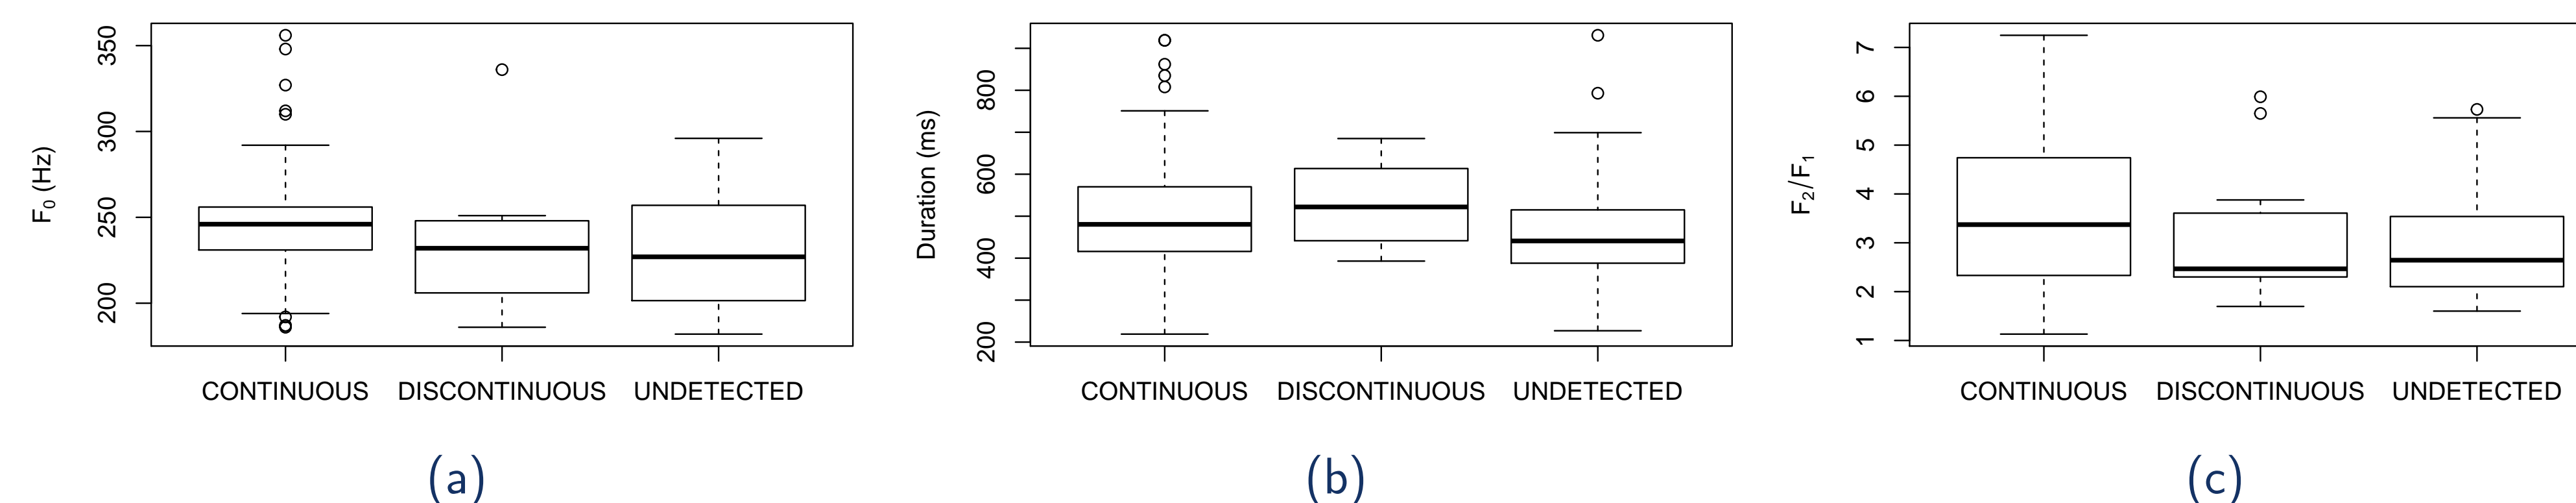 F0 (Hz)
350
300
250
200
CONTINUOUS DISCONTINUOUS UNDETECTED
(a)
Duration (ms)
800
600
400
200
CONTINUOUS DISCONTINUOUS UNDETECTED
(b)
F2/F1
7
6
5
4
3
2
1
CONTINUOUS DISCONTINUOUS UNDETECTED
(c)